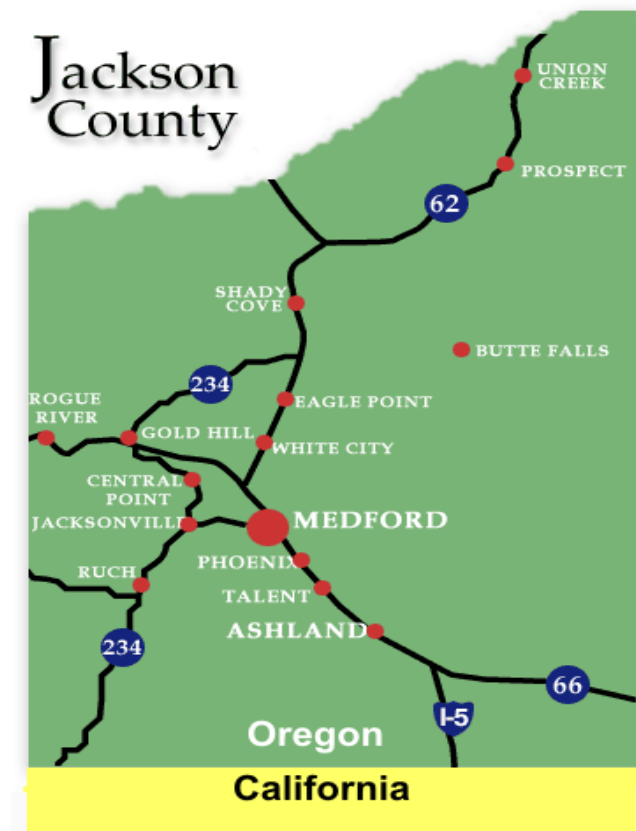 Jackson
County
UNION
CREEK
PROSPECT
62
SHADY
COVE
BUTTE FALLS
234
ROGUE
RIVER
EAGLE POINT
GOLD HILL
WHITE CITY
CENTRAL
POINT
JACKSONVILLE
MEDFORD
PHOENIX
RUCH
TALENT
ASHLAND
234
66
I-5
Oregon
California